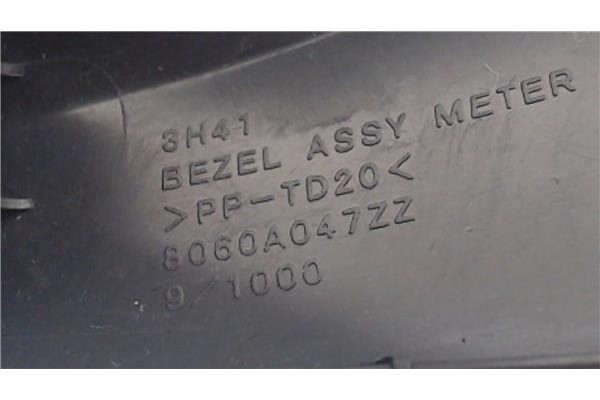 3H41
BEZEL ASSY METER
>PP-TD20<
8060A047ZZ
9/1000